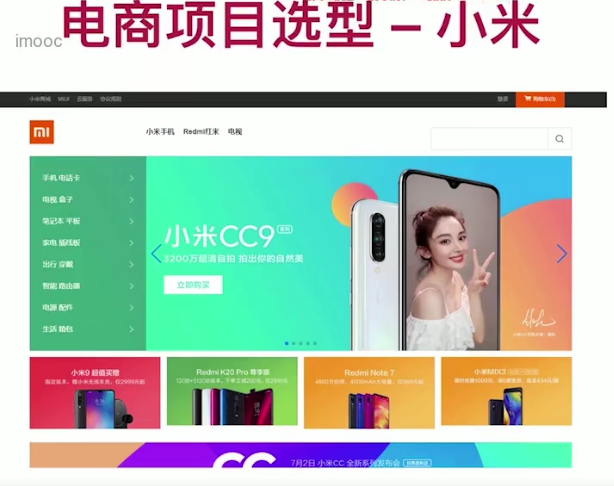 电商项目选型 – 小米
imooc
小米商城 MIUI 云服务 协议规则
登录 购物车(0)
mi
小米手机 Redmi红米 电视
手机 电话卡
电视 盒子
笔记本 平板
家电 插线板
出行 穿戴
智能 路由器
电源 配件
生活 箱包
小米CC9
3200万超清自拍 拍出你的自然美
立即购买
小米9 超值买赠
Redmi K20 Pro 尊享版
Redmi Note 7
小米MIX3
CC
7月2日 小米CC 全新系列发布会